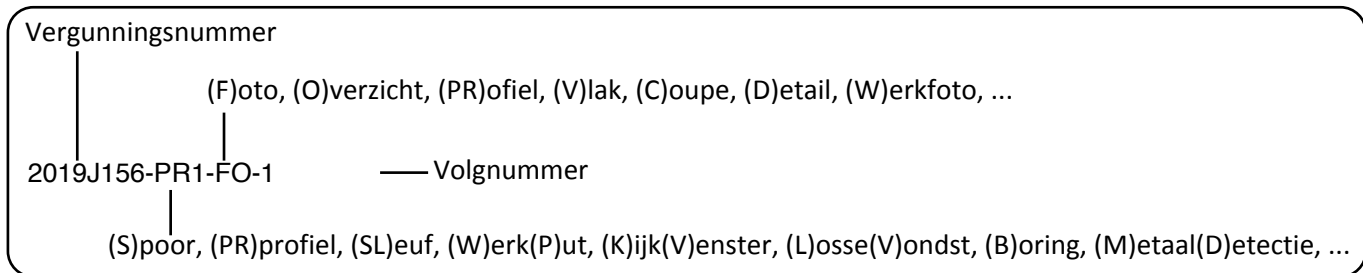 Vergunningsnummer
(F)oto, (O)verzicht, (PR)ofiel, (V)lak, (C)oupe, (D)etail, (W)erkfoto, ...
2019J156-PR1-FO-1 Volgnummer
(S)poor, (PR)profiel, (SL)euf, (W)erk(P)ut, (K)ijk(V)enster, (L)osse(V)ondst, (B)oring, (M)etaal(D)etectie, ...